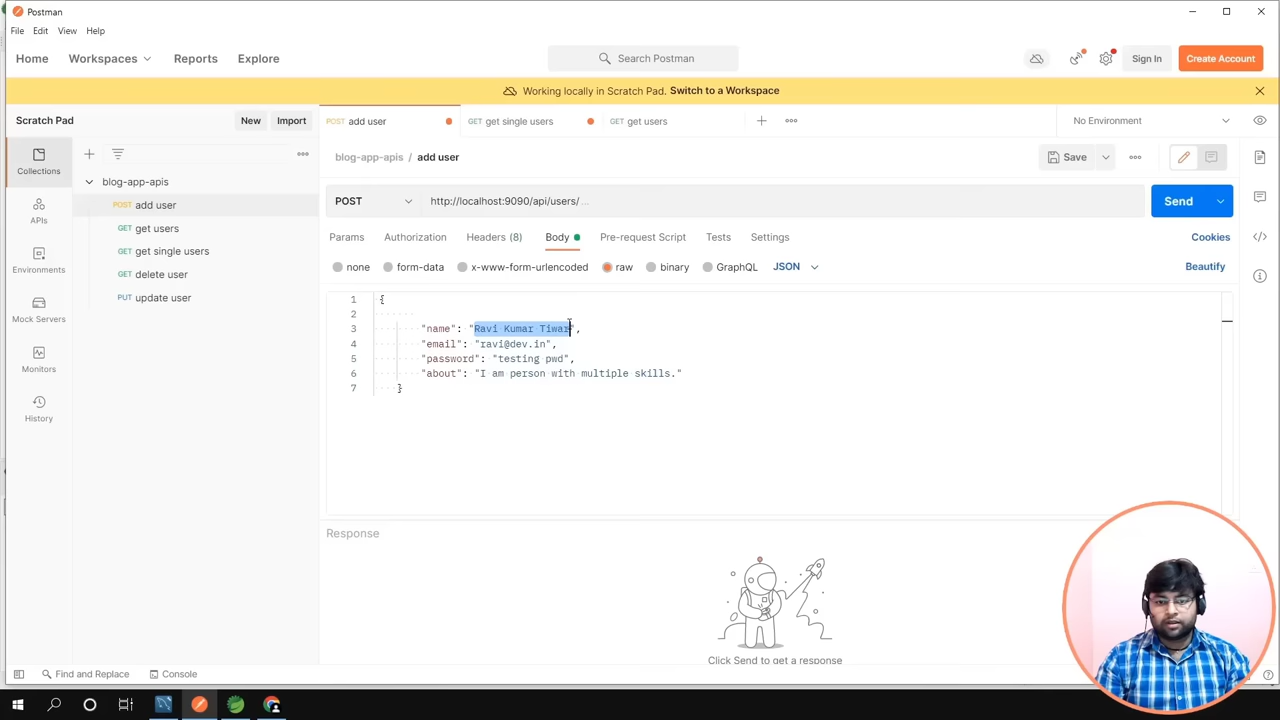 Postman
File Edit View Help
Home Workspaces Reports Explore Search Postman Sign In Create Account
Working locally in Scratch Pad. Switch to a Workspace
Scratch Pad New Import POST add user GET get single users GET get users No Environment
Collections
APIs
Environments
Mock Servers
Monitors
History
blog-app-apis
POST add user
GET get users
GET get single users
DELETE delete user
PUT update user
blog-app-apis / add user Save
POST http://localhost:9090/api/users/ ... Send
Params Authorization Headers (8) Body Pre-request Script Tests Settings Cookies
none form-data x-www-form-urlencoded raw binary GraphQL JSON Beautify
1 {
2
3 "name": "Ravi Kumar Tiwar",
4 "email": "ravi@dev.in",
5 "password": "testing pwd",
6 "about": "I am person with multiple skills."
7 }
Response
Click Send to get a response
Find and Replace Console